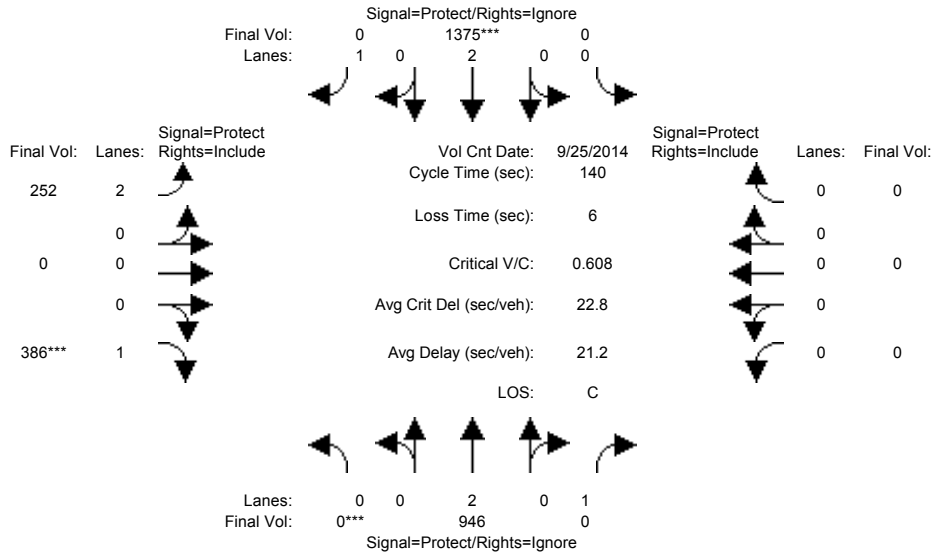 Signal=Protect/Rights=Ignore
Final Vol: 0 1375*** 0
Lanes: 1 0 2 0 0
Signal=Protect Signal=Protect
Final Vol: Lanes: Rights=Include Vol Cnt Date: 9/25/2014 Rights=Include Lanes: Final Vol:
Cycle Time (sec): 140
252 2 0 0
Loss Time (sec): 6
0 0
0 0 Critical V/C: 0.608 0 0
0 Avg Crit Del (sec/veh): 22.8 0
386*** 1 Avg Delay (sec/veh): 21.2 0 0
LOS: C
Lanes: 0 0 2 0 1
Final Vol: 0*** 946 0
Signal=Protect/Rights=Ignore